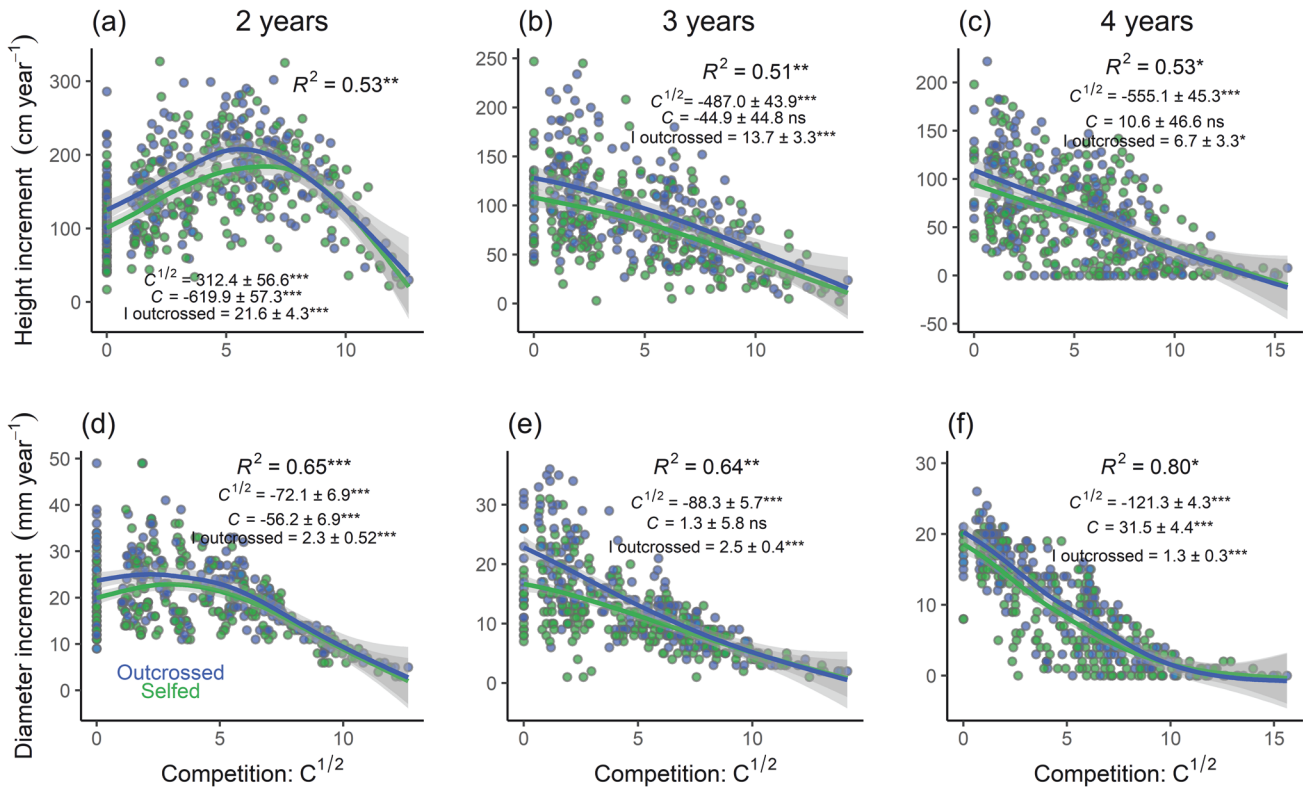 (a) 2 years
(b) 3 years
(c) 4 years
Height increment (cm year⁻¹)
R² = 0.53**
C^1/2 = 312.4 ± 56.6***
C = -619.9 ± 57.3***
I outcrossed = 21.6 ± 4.3***
300
200
100
0
0 5 10
R² = 0.51**
C^1/2 = -487.0 ± 43.9***
C = -44.9 ± 44.8 ns
I outcrossed = 13.7 ± 3.3***
250
200
150
100
50
0
0 5 10
R² = 0.53*
C^1/2 = -555.1 ± 45.3***
C = 10.6 ± 46.6 ns
I outcrossed = 6.7 ± 3.3*
200
150
100
50
0
-50
0 5 10 15
(d)
(e)
(f)
Diameter increment (mm year⁻¹)
R² = 0.65***
C^1/2 = -72.1 ± 6.9***
C = -56.2 ± 6.9***
I outcrossed = 2.3 ± 0.52***
Outcrossed
Selfed
50
40
30
20
10
0
0 5 10
Competition: C^1/2
R² = 0.64**
C^1/2 = -88.3 ± 5.7***
C = 1.3 ± 5.8 ns
I outcrossed = 2.5 ± 0.4***
30
20
10
0
0 5 10
Competition: C^1/2
R² = 0.80*
C^1/2 = -121.3 ± 4.3***
C = 31.5 ± 4.4***
I outcrossed = 1.3 ± 0.3***
30
20
10
0
0 5 10 15
Competition: C^1/2